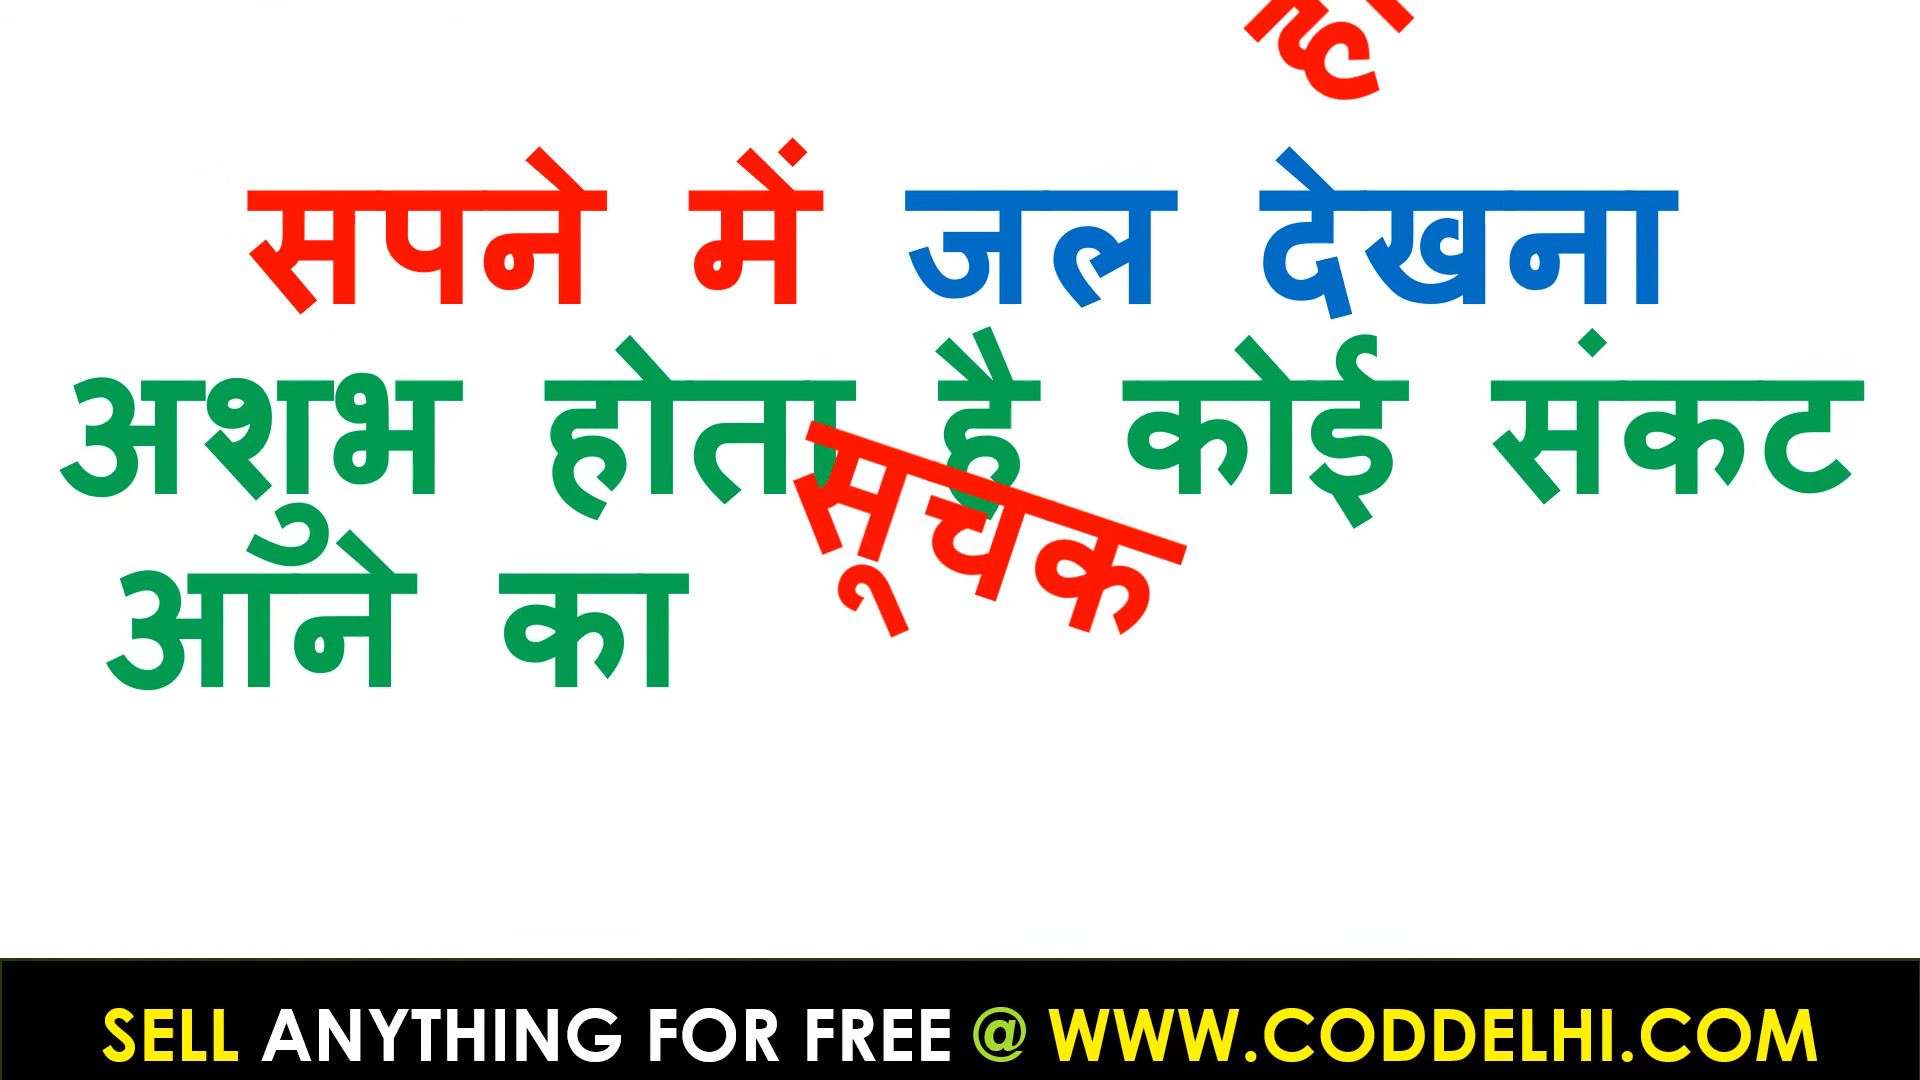 सपने में जल देखना
अशुभ होता है कोई संकट
आने का सूचक
SELL ANYTHING FOR FREE @ WWW.CODDELHI.COM